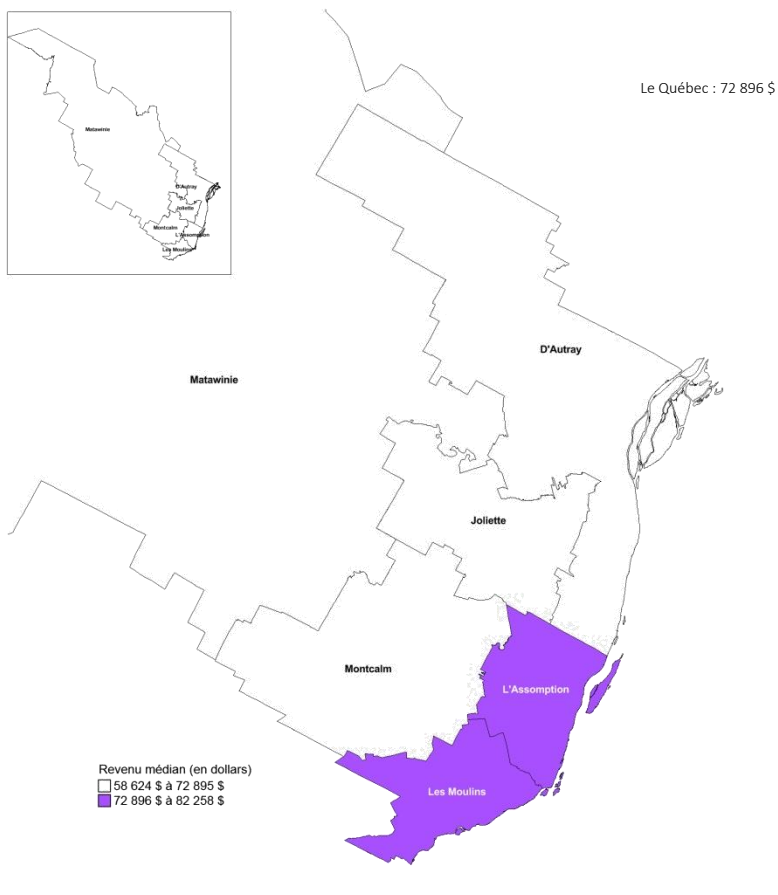 Matawinie
D'Autray
Joliette
Montcalm
L'Assomption
Les Moulins
Le Québec : 72 896 $
D'Autray
Matawinie
Joliette
Montcalm
L'Assomption
Les Moulins
Revenu médian (en dollars)
58 624 $ à 72 895 $
72 896 $ à 82 258 $